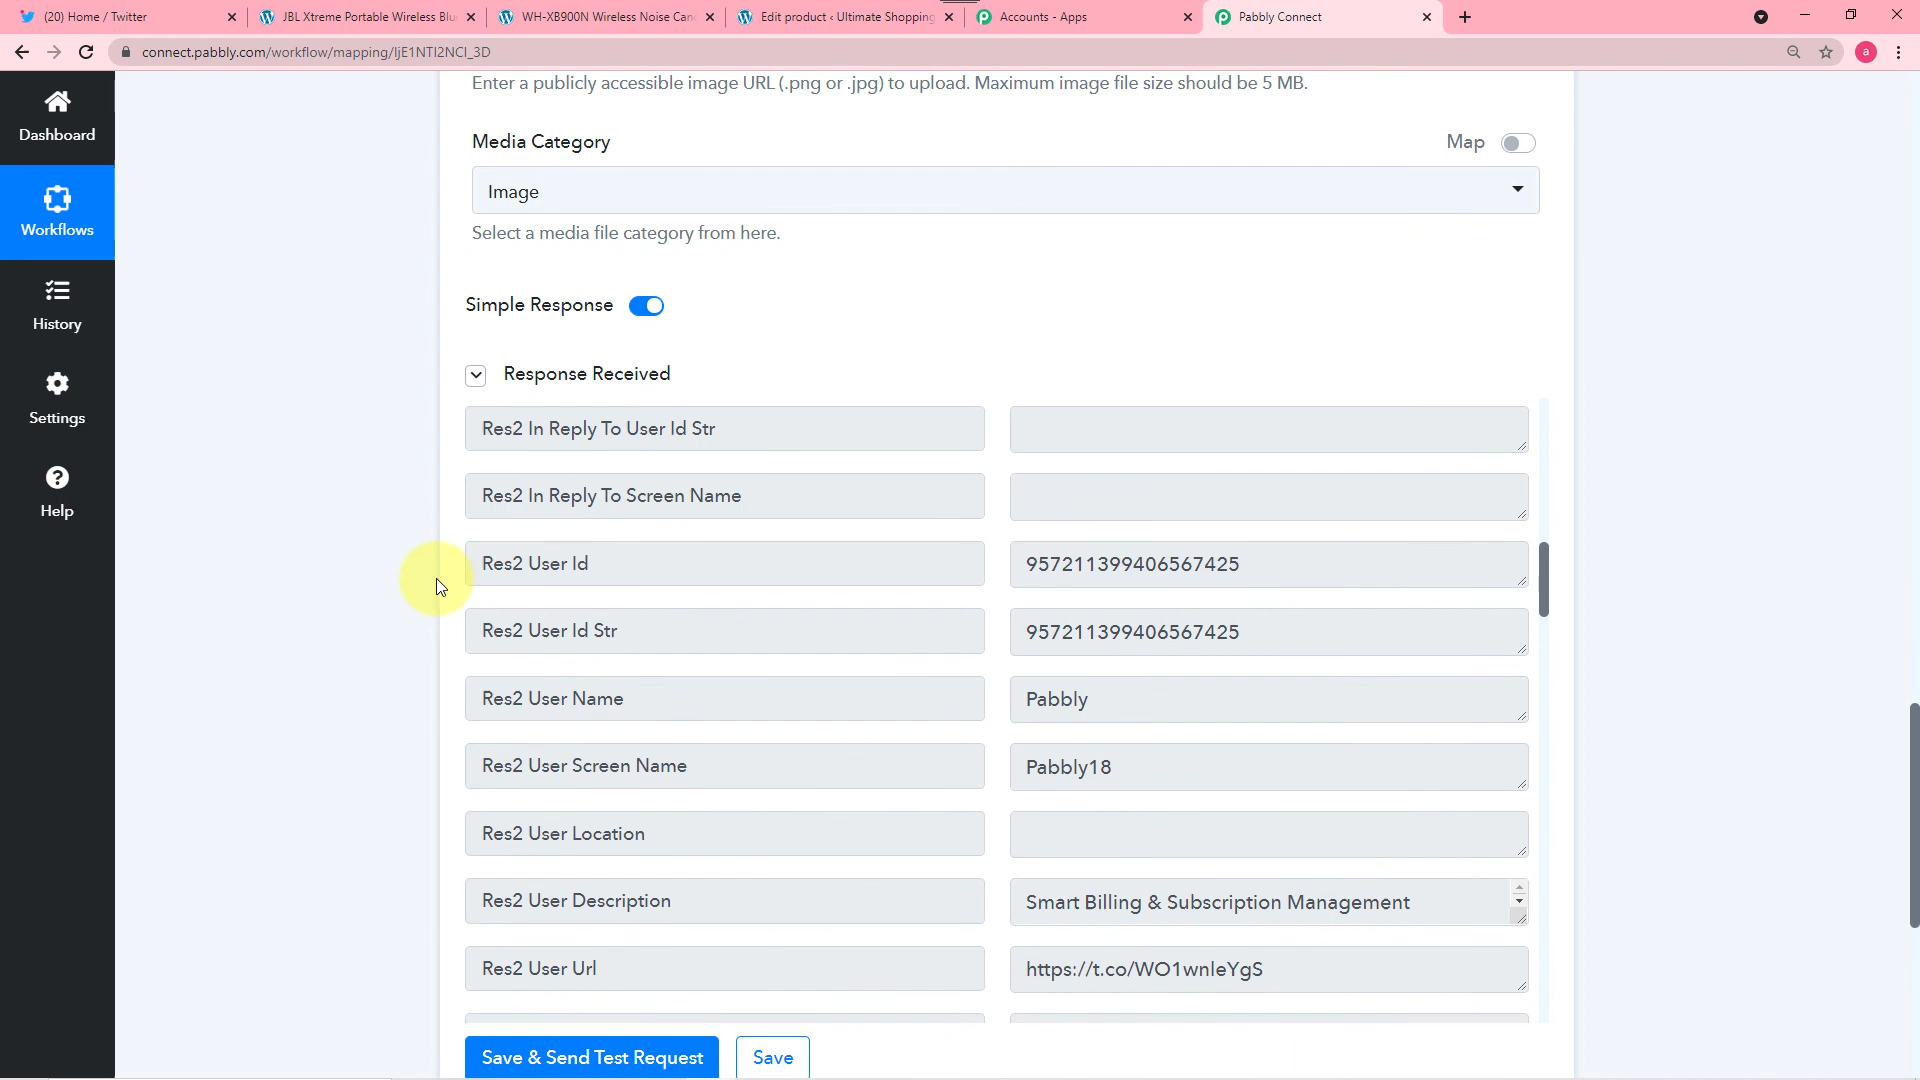 (20) Home / Twitter
JBL Xtreme Portable Wireless Blu
WH-XB900N Wireless Noise Can
Edit product ‹ Ultimate Shopping
Accounts - Apps
Pabbly Connect
connect.pabbly.com/workflow/mapping/IjE1NTI2NCI_3D
a
Enter a publicly accessible image URL (.png or .jpg) to upload. Maximum image file size should be 5 MB.
Dashboard
Media Category
Map
Image
Workflows
Select a media file category from here.
Simple Response
History
Response Received
Settings
Res2 In Reply To User Id Str
Help
Res2 In Reply To Screen Name
Res2 User Id
957211399406567425
Res2 User Id Str
957211399406567425
Res2 User Name
Pabbly
Res2 User Screen Name
Pabbly18
Res2 User Location
Res2 User Description
Smart Billing & Subscription Management
Res2 User Url
https://t.co/WO1wnleYgS
Save & Send Test Request
Save